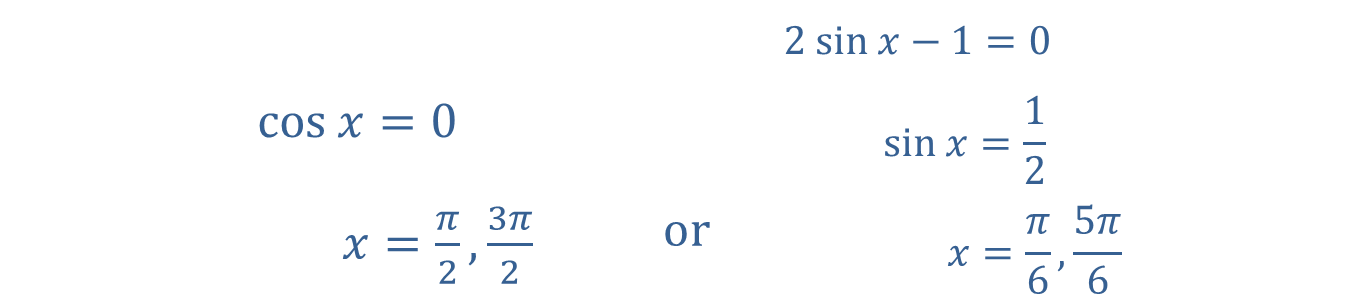 cos x = 0
x = π/2, 3π/2
or
2 sin x − 1 = 0
sin x = 1/2
x = π/6, 5π/6